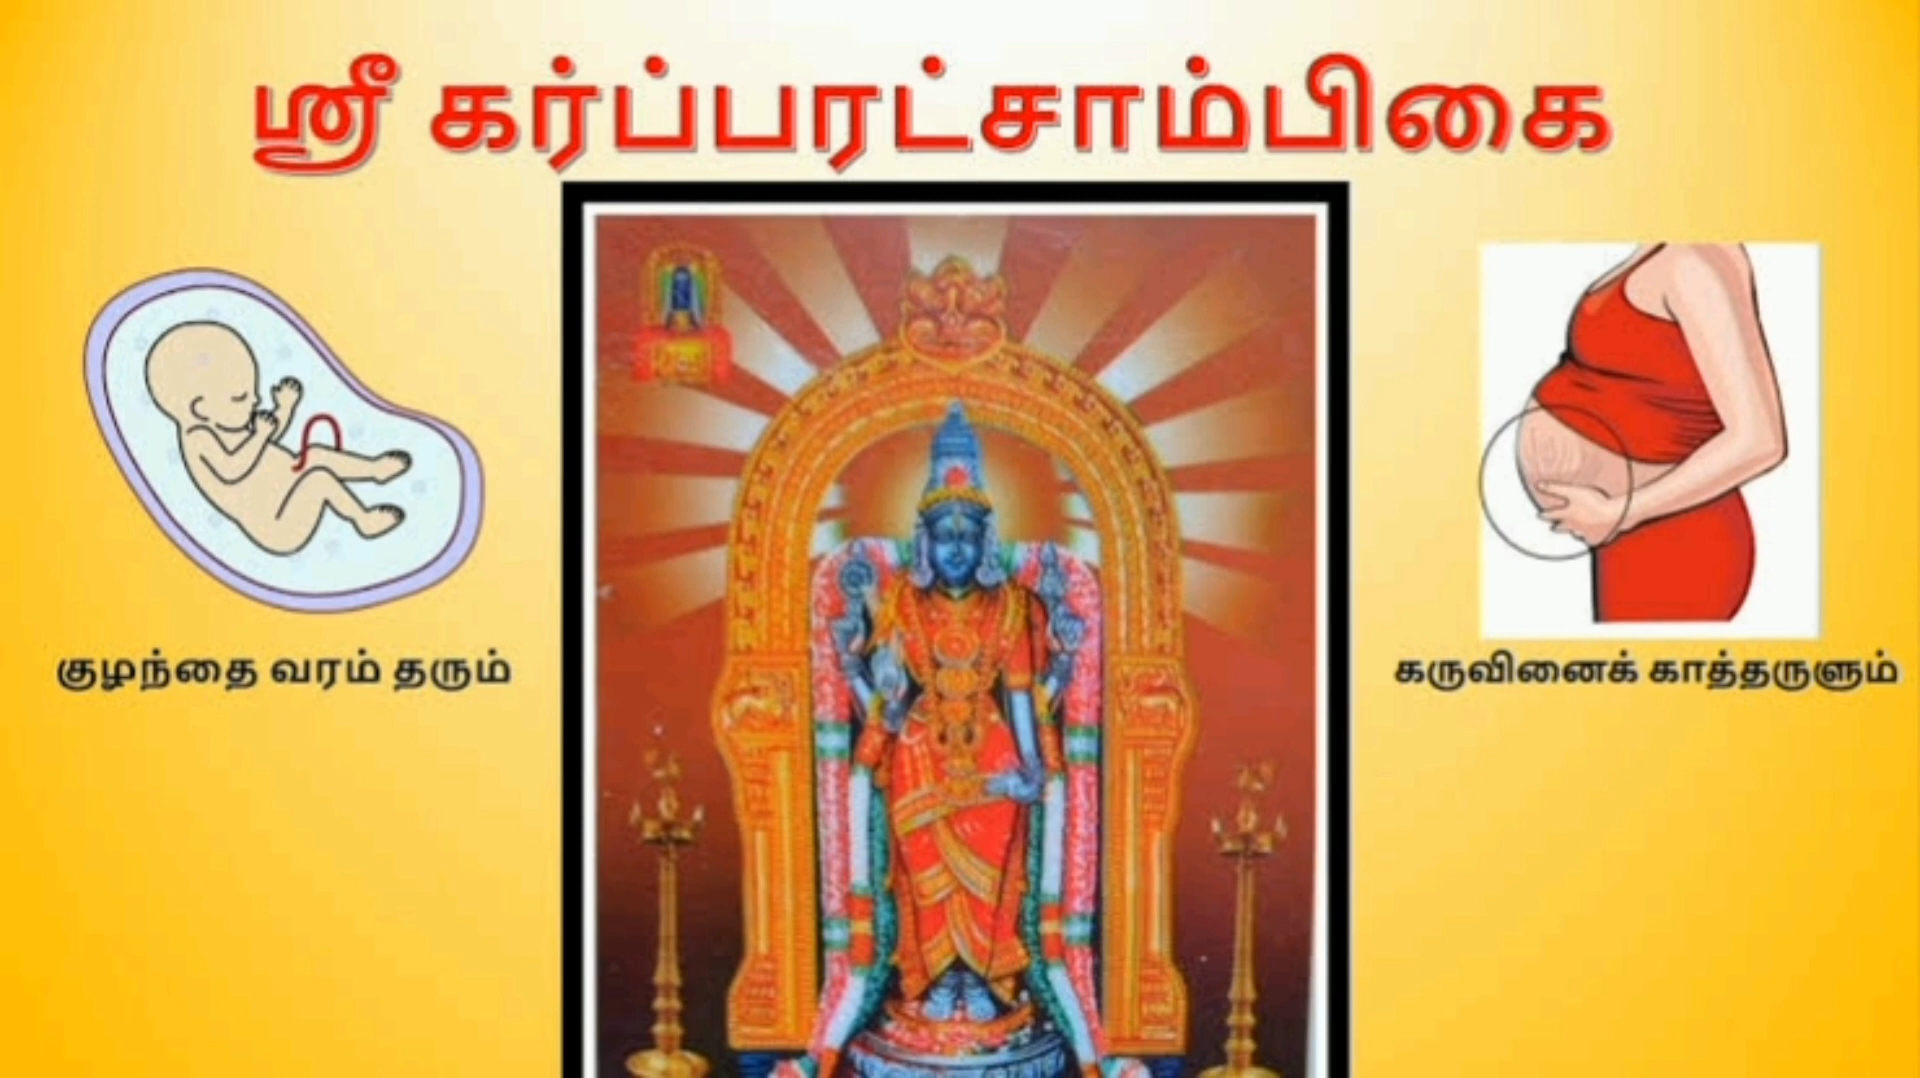 ஸ்ரீ கர்ப்பரட்சாம்பிகை
குழந்தை வரம் தரும்
கருவினைக் காத்தருளும்